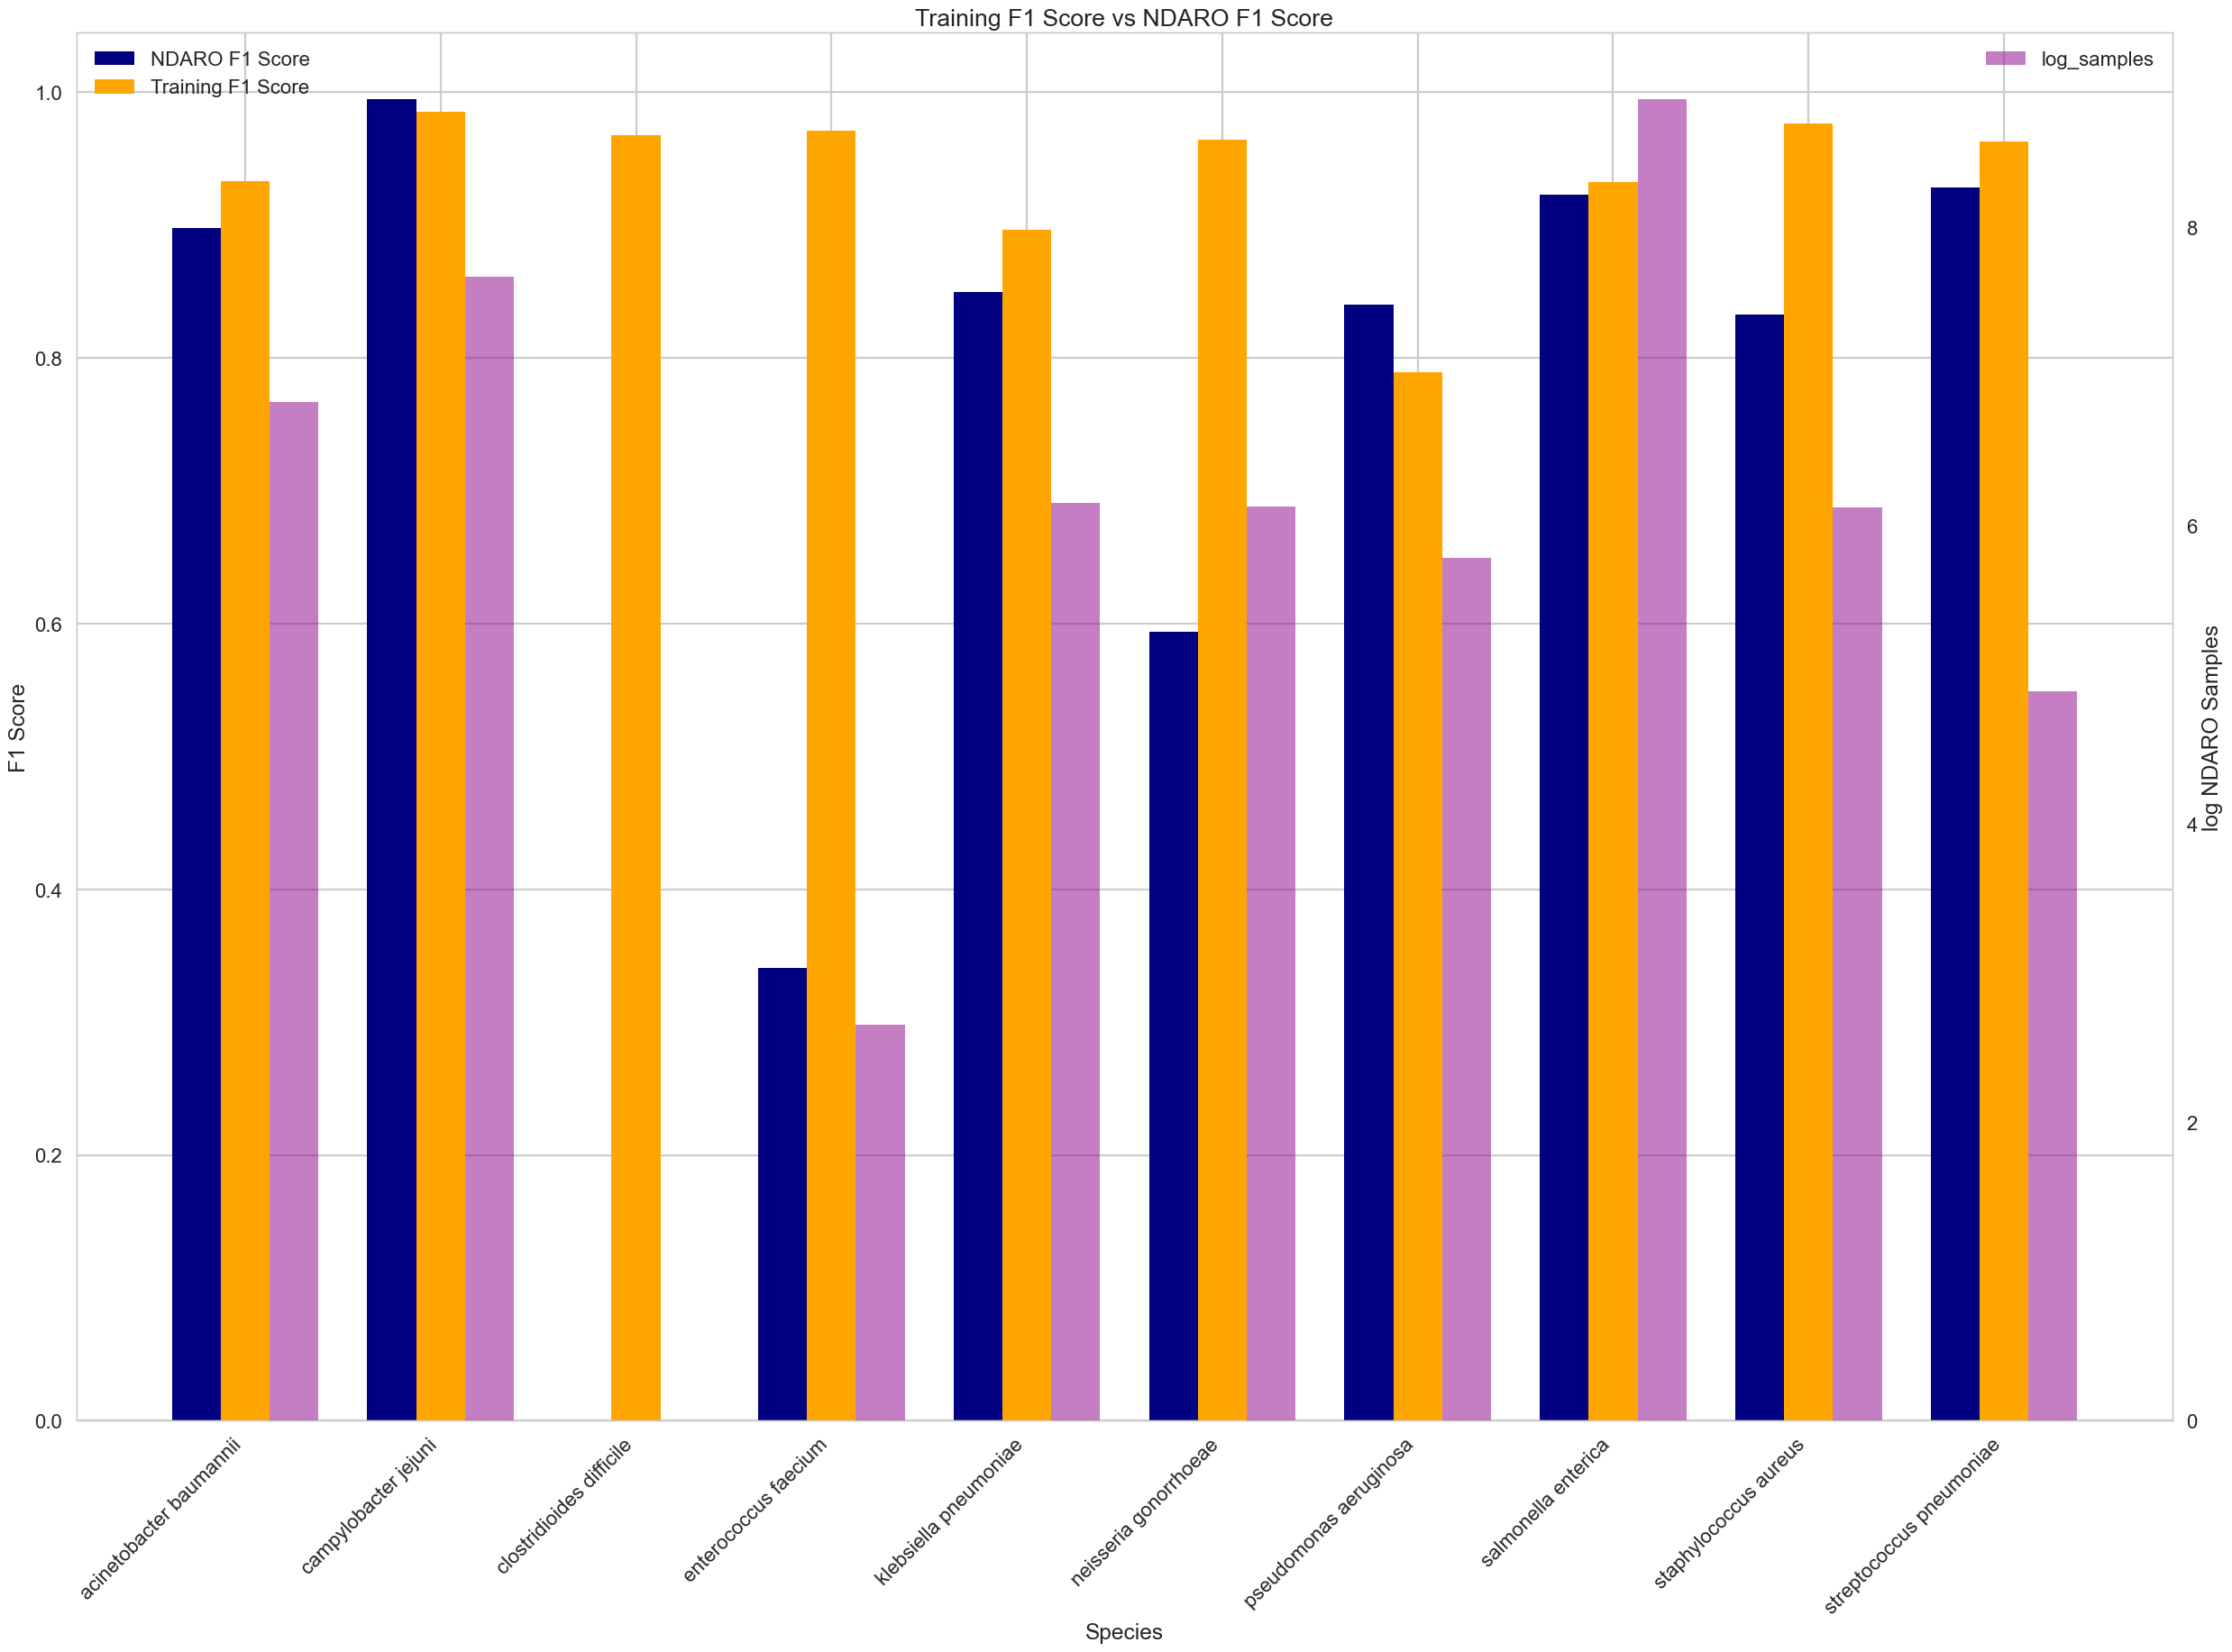 Training F1 Score vs NDARO F1 Score
NDARO F1 Score
Training F1 Score
log_samples
1.0
0.8
0.6
0.4
0.2
0.0
F1 Score
8
6
4
2
0
log NDARO Samples
acinetobacter baumannii
campylobacter jejuni
clostridioides difficile
enterococcus faecium
klebsiella pneumoniae
neisseria gonorrhoeae
pseudomonas aeruginosa
salmonella enterica
staphylococcus aureus
streptococcus pneumoniae
Species